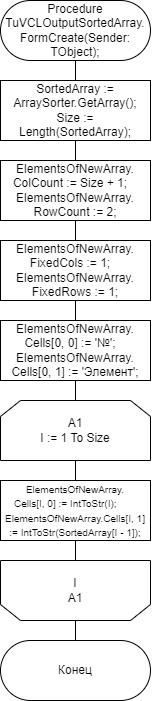 Procedure
TuVCLOutputSortedArray.
FormCreate(Sender:
TObject);
SortedArray :=
ArraySorter.GetArray();
Size :=
Length(SortedArray);
ElementsOfNewArray.
ColCount := Size + 1;
ElementsOfNewArray.
RowCount := 2;
ElementsOfNewArray.
FixedCols := 1;
ElementsOfNewArray.
FixedRows := 1;
ElementsOfNewArray.
Cells[0, 0] := '№';
ElementsOfNewArray.
Cells[0, 1] := 'Элемент';
A1
I := 1 To Size
ElementsOfNewArray.
Cells[I, 0] := IntToStr(I);
ElementsOfNewArray.Cells[I, 1]
:= IntToStr(SortedArray[I - 1]);
I
A1
Конец